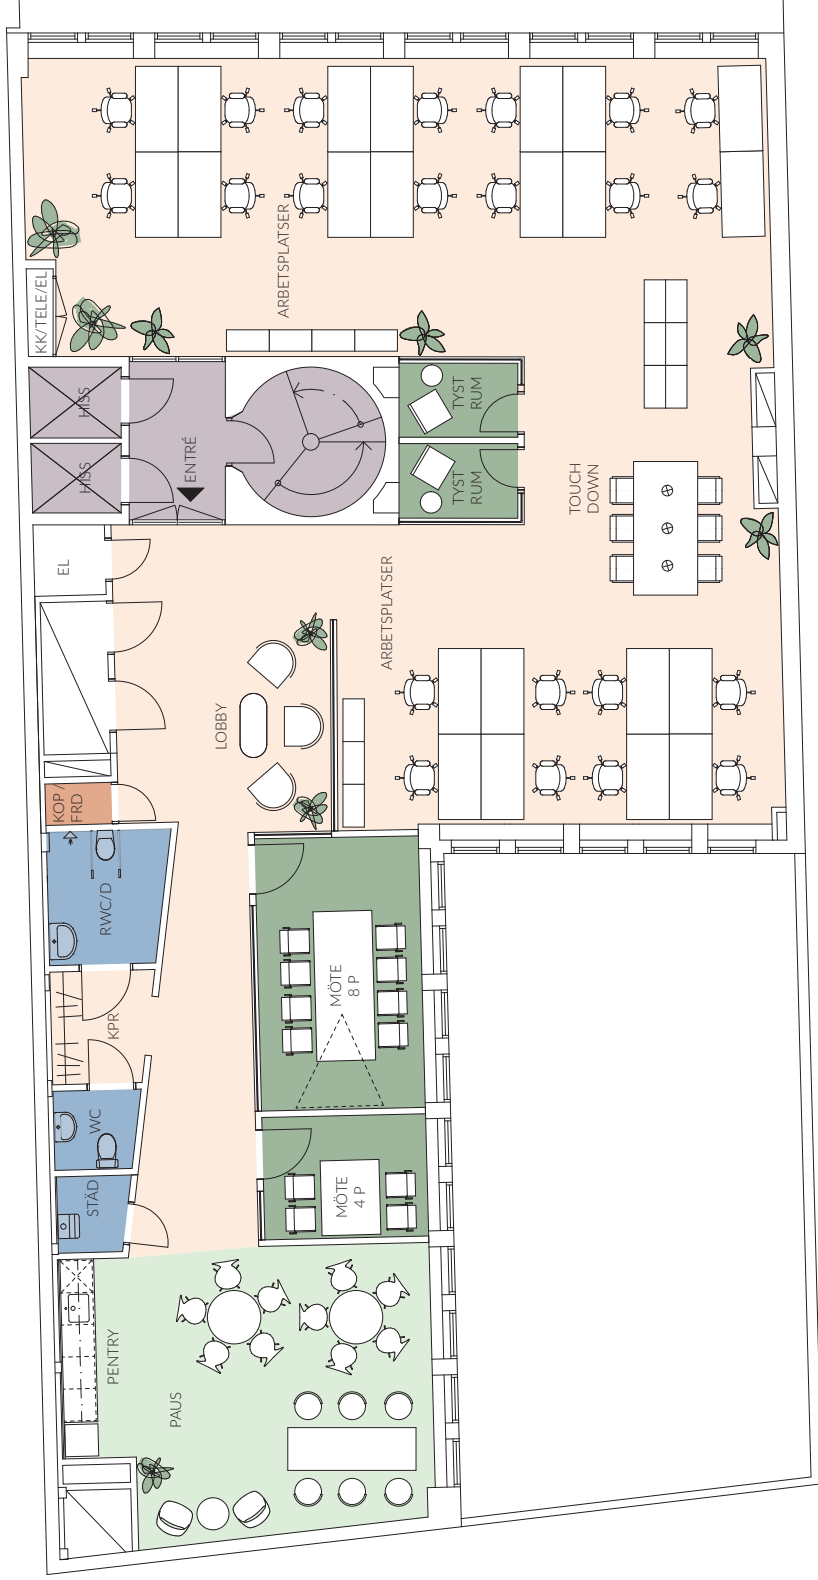 ARBETSPLATSER
KK/TELE/EL
HISS
HISS
ENTRÉ
TYST
RUM
TYST
RUM
TOUCH
DOWN
EL
ARBETSPLATSER
LOBBY
KOP /
FRD
RWC/D
MÖTE
8 P
KPR
WC
MÖTE
4 P
STÄD
PENTRY
PAUS